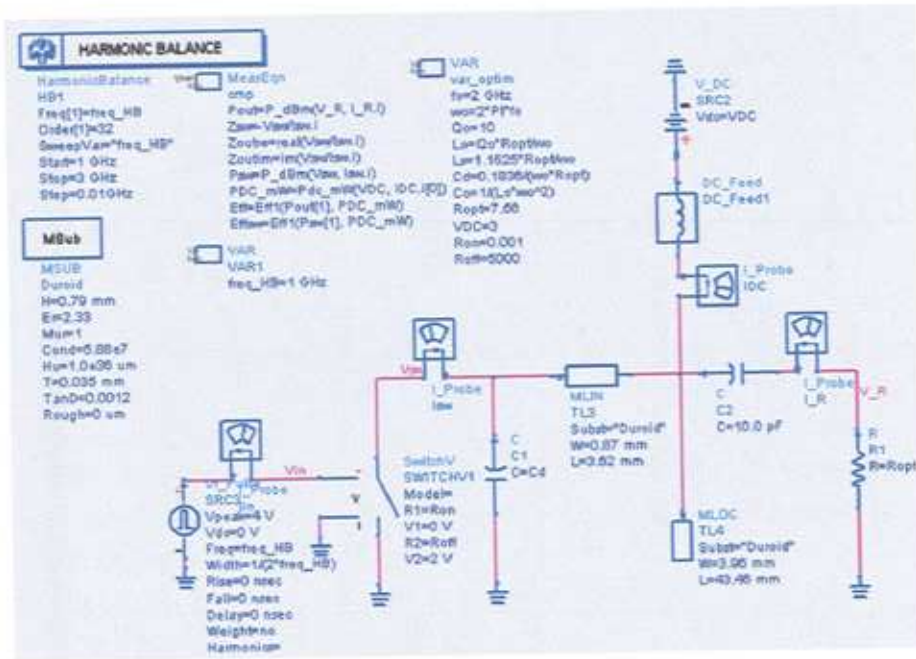 HARMONIC BALANCE
HarmonicBalance
HB1
Freq[1]=freq_HB
Order[1]=32
SweepVar="freq_HB"
Start=1 GHz
Stop=3 GHz
Step=0.01GHz
MeasEqn
Pout=P_dBm(V_R, I_R.i)
Zsw=-Vsw/Isw.i
Zoutre=real(Vsw/Isw.i)
Zoutim=im(Vsw/Isw.i)
Psw=P_dBm(Vsw, Isw.i)
PDC_mW=Pdc_mW(VDC, IDC.i[0])
Eff=Eff1(Pout[1], PDC_mW)
Effsw=Eff1(Psw[1], PDC_mW)
VAR
VAR1
freq_HB=1 GHz
VAR
var_optim
fo=2 GHz
wo=2*PI*fo
Qo=10
Lo=Qo*Ropt/wo
Ls=1.1525*Ropt/wo
Cd=0.1836/(wo*Ropt)
Co=1/(Lo*wo^2)
Ropt=7.56
VDC=3
Ron=0.001
Roff=5000
MSub
MSUB
Duroid
H=0.79 mm
Er=2.33
Mur=1
Cond=5.88e7
Hu=1.0e36 um
T=0.035 mm
TanD=0.0012
Rough=0 um
V_DC
SRC2
Vdc=VDC
DC_Feed
DC_Feed1
I_Probe
IDC
Vsw
I_Probe
Isw
C
C1
C=Cd
MLIN
TL3
Subst="Duroid"
W=0.87 mm
L=3.62 mm
C
C2
C=10.0 pF
I_Probe
I_R
V_R
R
R1
R=Ropt
MLOC
TL4
Subst="Duroid"
W=3.96 mm
L=43.46 mm
Vin
SwitchV
SWITCHV1
Model=
R1=Ron
V1=0 V
R2=Roff
V2=2 V
I_Probe
Vpeak=4 V
Vdc=0 V
Freq=freq_HB
Width=1/(2*freq_HB)
Rise=0 nsec
Fall=0 nsec
Delay=0 nsec
Weight=no
Harmonics=